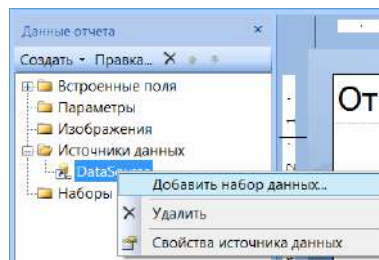 Данные отчета
Создать Правка...
Встроенные поля
Параметры
Изображения
Источники данных
DataSo
Наборы
Добавить набор данных...
Удалить
Свойства источника данных
От